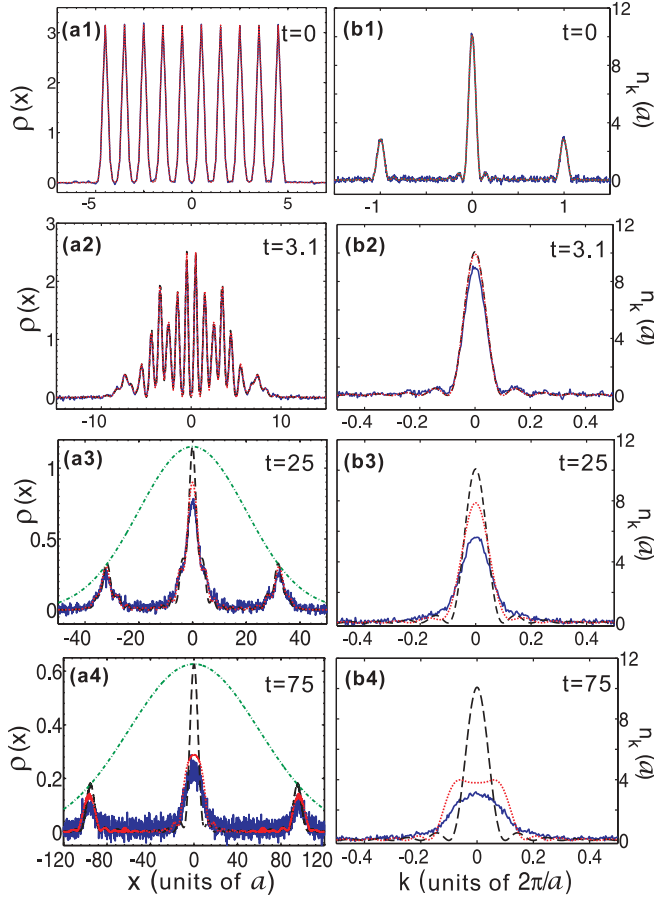 (a1) t=0
ρ(x)
3
2
1
0
-5 0 5
(b1) t=0
n_k (a)
12
8
4
0
-1 0 1
(a2) t=3.1
ρ(x)
3
2
1
0
-10 0 10
(b2) t=3.1
n_k (a)
12
8
4
0
-0.4 -0.2 0 0.2 0.4
(a3) t=25
ρ(x)
1
0.5
0
-40 -20 0 20 40
(b3) t=25
n_k (a)
12
8
4
0
-0.4 -0.2 0 0.2 0.4
(a4) t=75
ρ(x)
0.6
0.4
0.2
0
-120 -80 -40 0 40 80 120
x (units of a)
(b4) t=75
n_k (a)
12
8
4
0
-0.4 -0.2 0 0.2 0.4
k (units of 2π/a)